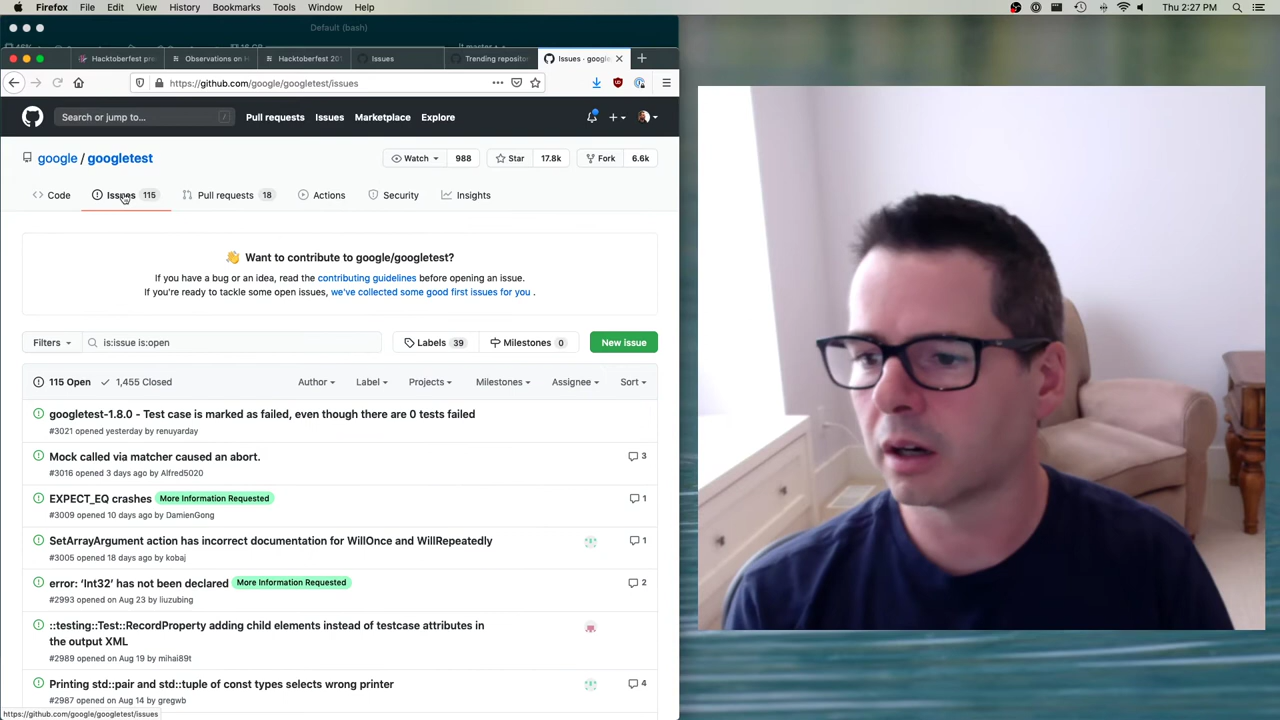 Firefox File Edit View History Bookmarks Tools Window Help Thu 2:27 PM
Default (bash)
Hacktoberfest pre Observations on H Hacktoberfest 201 Issues Trending repositor Issues · google
https://github.com/google/googletest/issues
Search or jump to... / Pull requests Issues Marketplace Explore
google / googletest Watch 988 Star 17.8k Fork 6.6k
Code Issues 115 Pull requests 18 Actions Security Insights
👋 Want to contribute to google/googletest?
If you have a bug or an idea, read the contributing guidelines before opening an issue.
If you're ready to tackle some open issues, we've collected some good first issues for you .
Filters is:issue is:open Labels 39 Milestones 0 New issue
115 Open 1,455 Closed Author Label Projects Milestones Assignee Sort
googletest-1.8.0 - Test case is marked as failed, even though there are 0 tests failed
#3021 opened yesterday by renuyarday
Mock called via matcher caused an abort. 3
#3016 opened 3 days ago by Alfred5020
EXPECT_EQ crashes More Information Requested 1
#3009 opened 10 days ago by DamienGong
SetArrayArgument action has incorrect documentation for WillOnce and WillRepeatedly 1
#3005 opened 18 days ago by kobaj
error: ‘Int32’ has not been declared More Information Requested 2
#2993 opened on Aug 23 by liuzubing
::testing::Test::RecordProperty adding child elements instead of testcase attributes in
the output XML
#2989 opened on Aug 19 by mihai89t
Printing std::pair and std::tuple of const types selects wrong printer 4
#2987 opened on Aug 14 by gregwb
https://github.com/google/googletest/issues